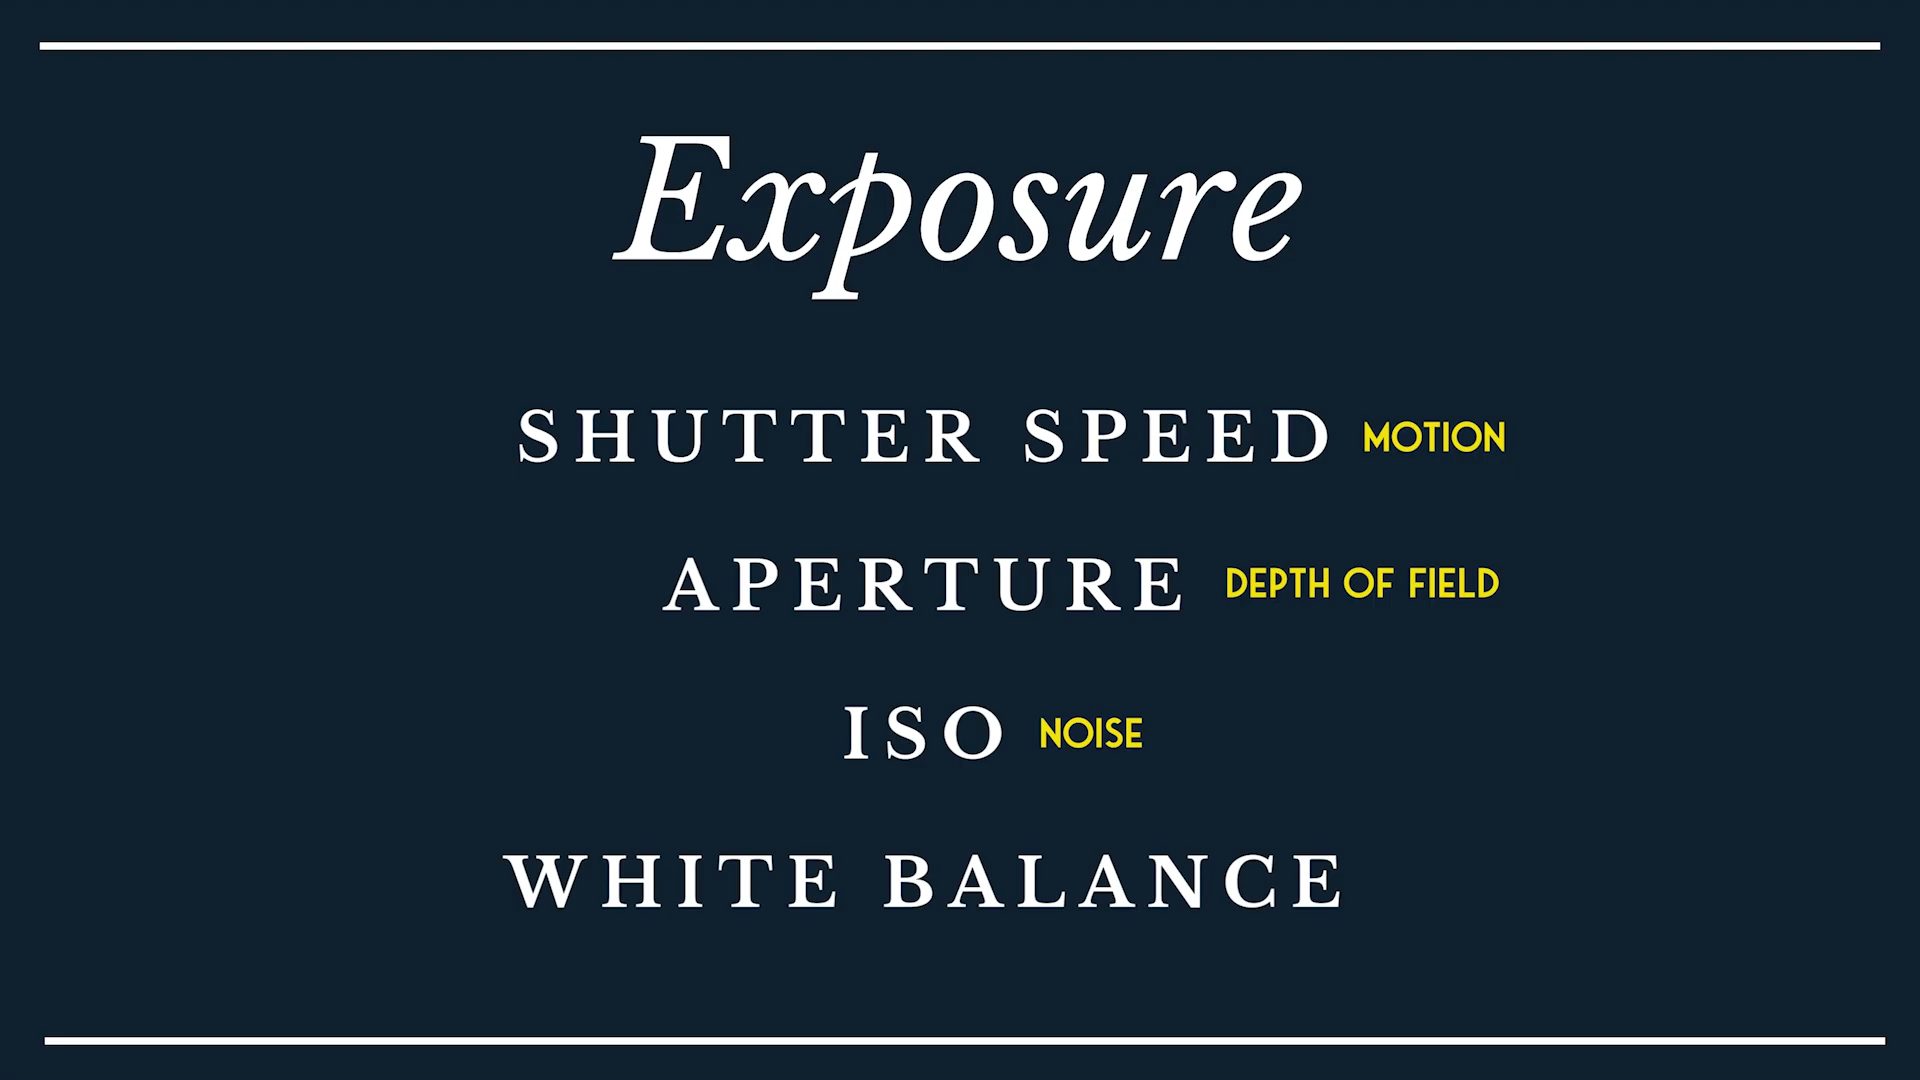 Exposure
SHUTTER SPEED MOTION
APERTURE DEPTH OF FIELD
ISO NOISE
WHITE BALANCE